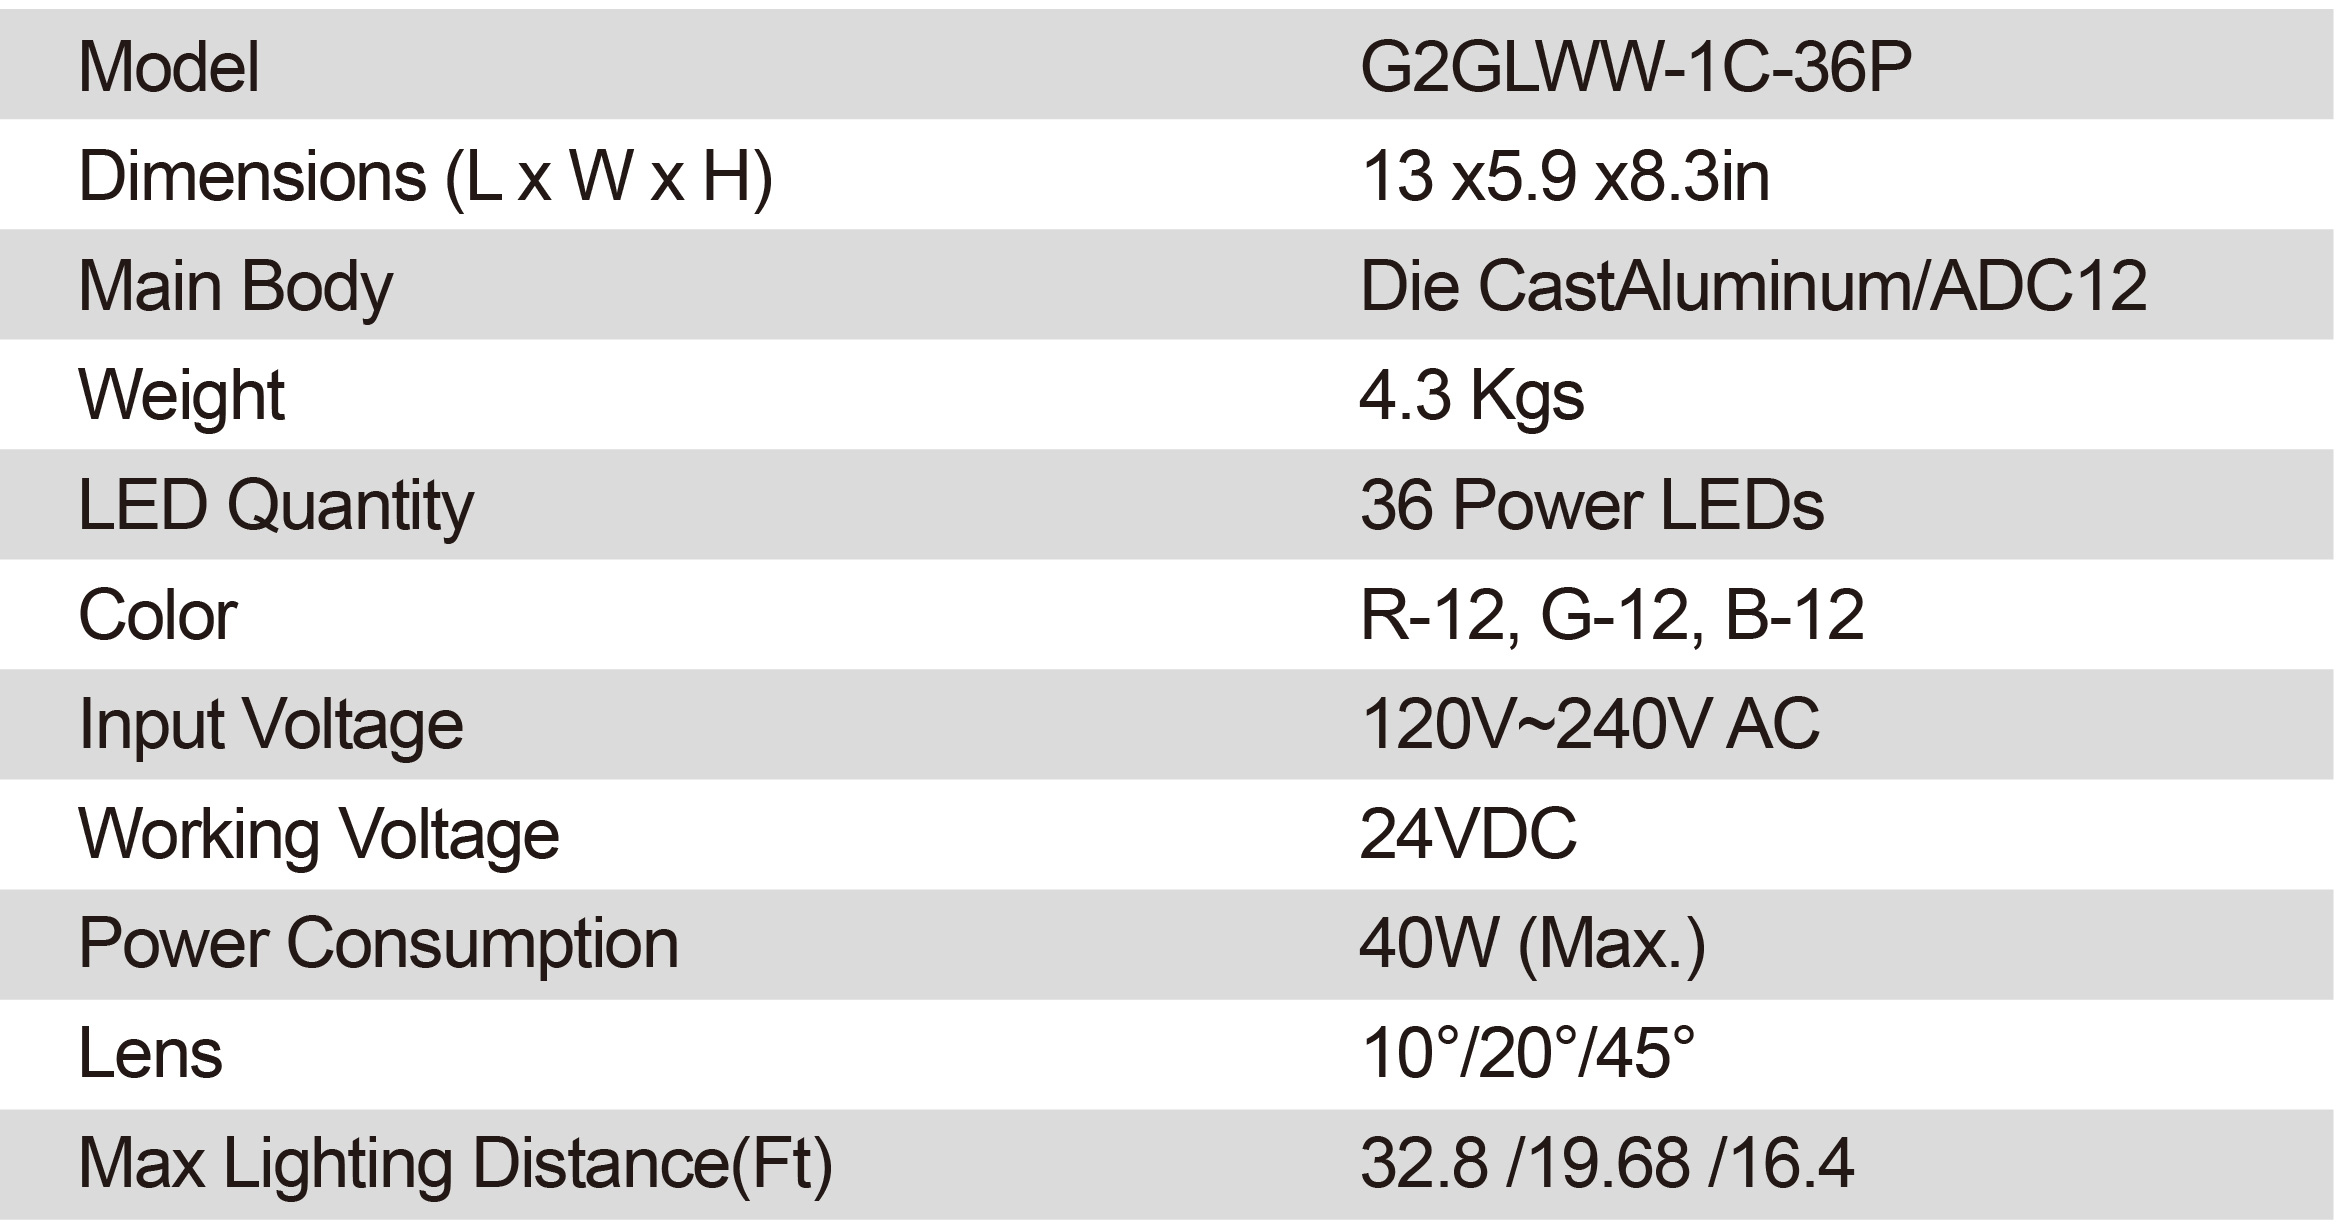 Model G2GLWW-1C-36P
Dimensions (L x W x H) 13 x5.9 x8.3in
Main Body Die CastAluminum/ADC12
Weight 4.3 Kgs
LED Quantity 36 Power LEDs
Color R-12, G-12, B-12
Input Voltage 120V~240V AC
Working Voltage 24VDC
Power Consumption 40W (Max.)
Lens 10°/20°/45°
Max Lighting Distance(Ft) 32.8 /19.68 /16.4